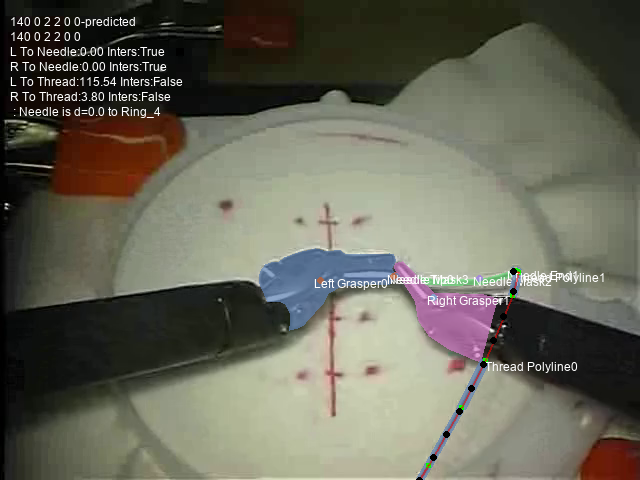 140 0 2 2 0 0-predicted
140 0 2 2 0 0
L To Needle:0.00 Inters:True
R To Needle:0.00 Inters:True
L To Thread:115.54 Inters:False
R To Thread:3.80 Inters:False
: Needle is d=0.0 to Ring_4
Left Grasper0
Right Grasper1
Thread Polyline0